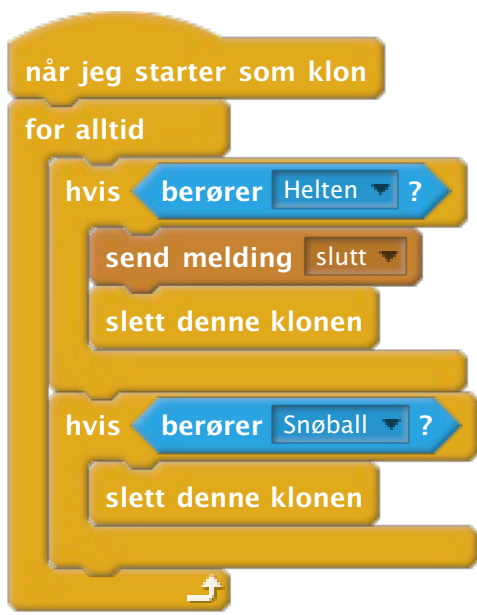 når jeg starter som klon
for alltid
hvis berører Helten ?
send melding slutt
slett denne klonen
hvis berører Snøball ?
slett denne klonen